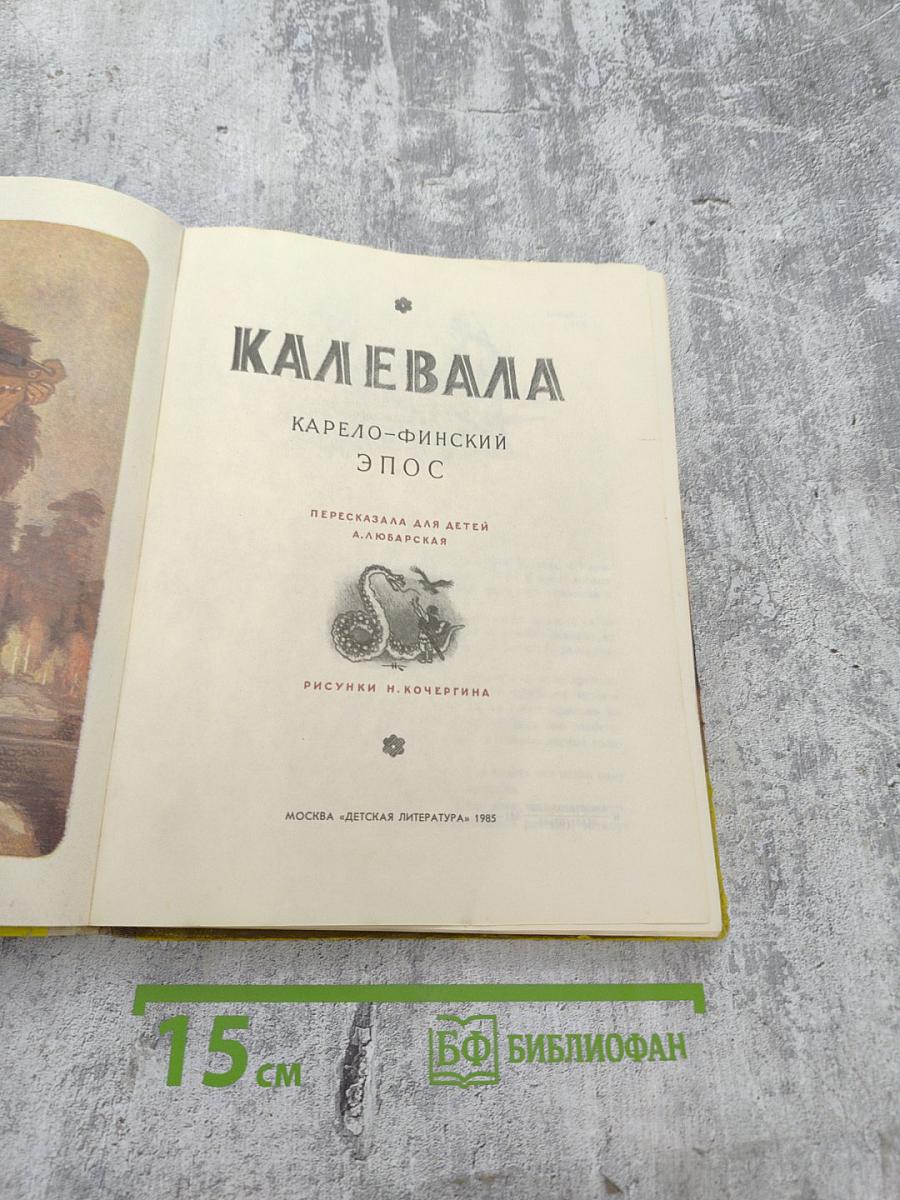 КАЛЕВАЛА
КАРЕЛО-ФИНСКИЙ
ЭПОС
ПЕРЕСКАЗАЛА ДЛЯ ДЕТЕЙ
А.ЛЮБАРСКАЯ
РИСУНКИ Н. КОЧЕРГИНА
МОСКВА «ДЕТСКАЯ ЛИТЕРАТУРА» 1985
15 СМ
БФ БИБЛИОФАН